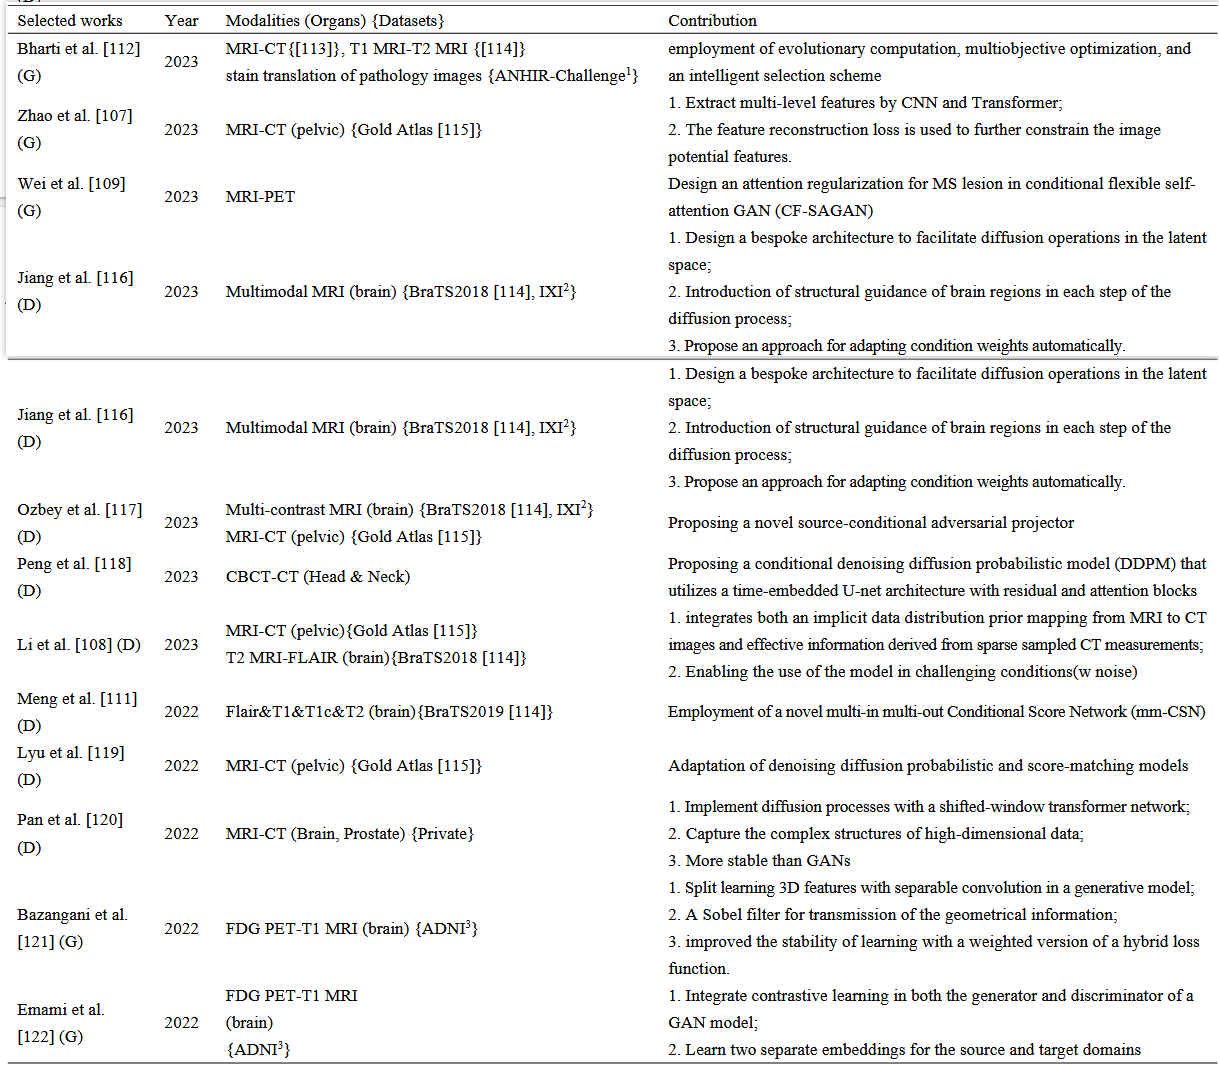 Selected works Year Modalities (Organs) {Datasets} Contribution
Bharti et al. [112] (G) 2023 MRI-CT{[113]}, T1 MRI-T2 MRI {[114]}
stain translation of pathology images {ANHIR-Challenge1} employment of evolutionary computation, multiobjective optimization, and
an intelligent selection scheme
Zhao et al. [107]
(G) 2023 MRI-CT (pelvic) {Gold Atlas [115]} 1. Extract multi-level features by CNN and Transformer;
2. The feature reconstruction loss is used to further constrain the image
potential features.
Wei et al. [109]
(G) 2023 MRI-PET Design an attention regularization for MS lesion in conditional flexible self-
attention GAN (CF-SAGAN)
Jiang et al. [116]
(D) 2023 Multimodal MRI (brain) {BraTS2018 [114], IXI2} 1. Design a bespoke architecture to facilitate diffusion operations in the latent
space;
2. Introduction of structural guidance of brain regions in each step of the
diffusion process;
3. Propose an approach for adapting condition weights automatically.
Jiang et al. [116]
(D) 2023 Multimodal MRI (brain) {BraTS2018 [114], IXI2} 1. Design a bespoke architecture to facilitate diffusion operations in the latent
space;
2. Introduction of structural guidance of brain regions in each step of the
diffusion process;
3. Propose an approach for adapting condition weights automatically.
Ozbey et al. [117]
(D) 2023 Multi-contrast MRI (brain) {BraTS2018 [114], IXI2}
MRI-CT (pelvic) {Gold Atlas [115]} Proposing a novel source-conditional adversarial projector
Peng et al. [118]
(D) 2023 CBCT-CT (Head & Neck) Proposing a conditional denoising diffusion probabilistic model (DDPM) that
utilizes a time-embedded U-net architecture with residual and attention blocks
Li et al. [108] (D) 2023 MRI-CT (pelvic){Gold Atlas [115]}
T2 MRI-FLAIR (brain){BraTS2018 [114]} 1. integrates both an implicit data distribution prior mapping from MRI to CT
images and effective information derived from sparse sampled CT measurements;
2. Enabling the use of the model in challenging conditions(w noise)
Meng et al. [111]
(D) 2022 Flair&T1&T1c&T2 (brain){BraTS2019 [114]} Employment of a novel multi-in multi-out Conditional Score Network (mm-CSN)
Lyu et al. [119]
(D) 2022 MRI-CT (pelvic) {Gold Atlas [115]} Adaptation of denoising diffusion probabilistic and score-matching models
Pan et al. [120]
(D) 2022 MRI-CT (Brain, Prostate) {Private} 1. Implement diffusion processes with a shifted-window transformer network;
2. Capture the complex structures of high-dimensional data;
3. More stable than GANs
Bazangani et al.
[121] (G) 2022 FDG PET-T1 MRI (brain) {ADNI3} 1. Split learning 3D features with separable convolution in a generative model;
2. A Sobel filter for transmission of the geometrical information;
3. improved the stability of learning with a weighted version of a hybrid loss
function.
Emami et al.
[122] (G) 2022 FDG PET-T1 MRI
(brain)
{ADNI3} 1. Integrate contrastive learning in both the generator and discriminator of a
GAN model;
2. Learn two separate embeddings for the source and target domains